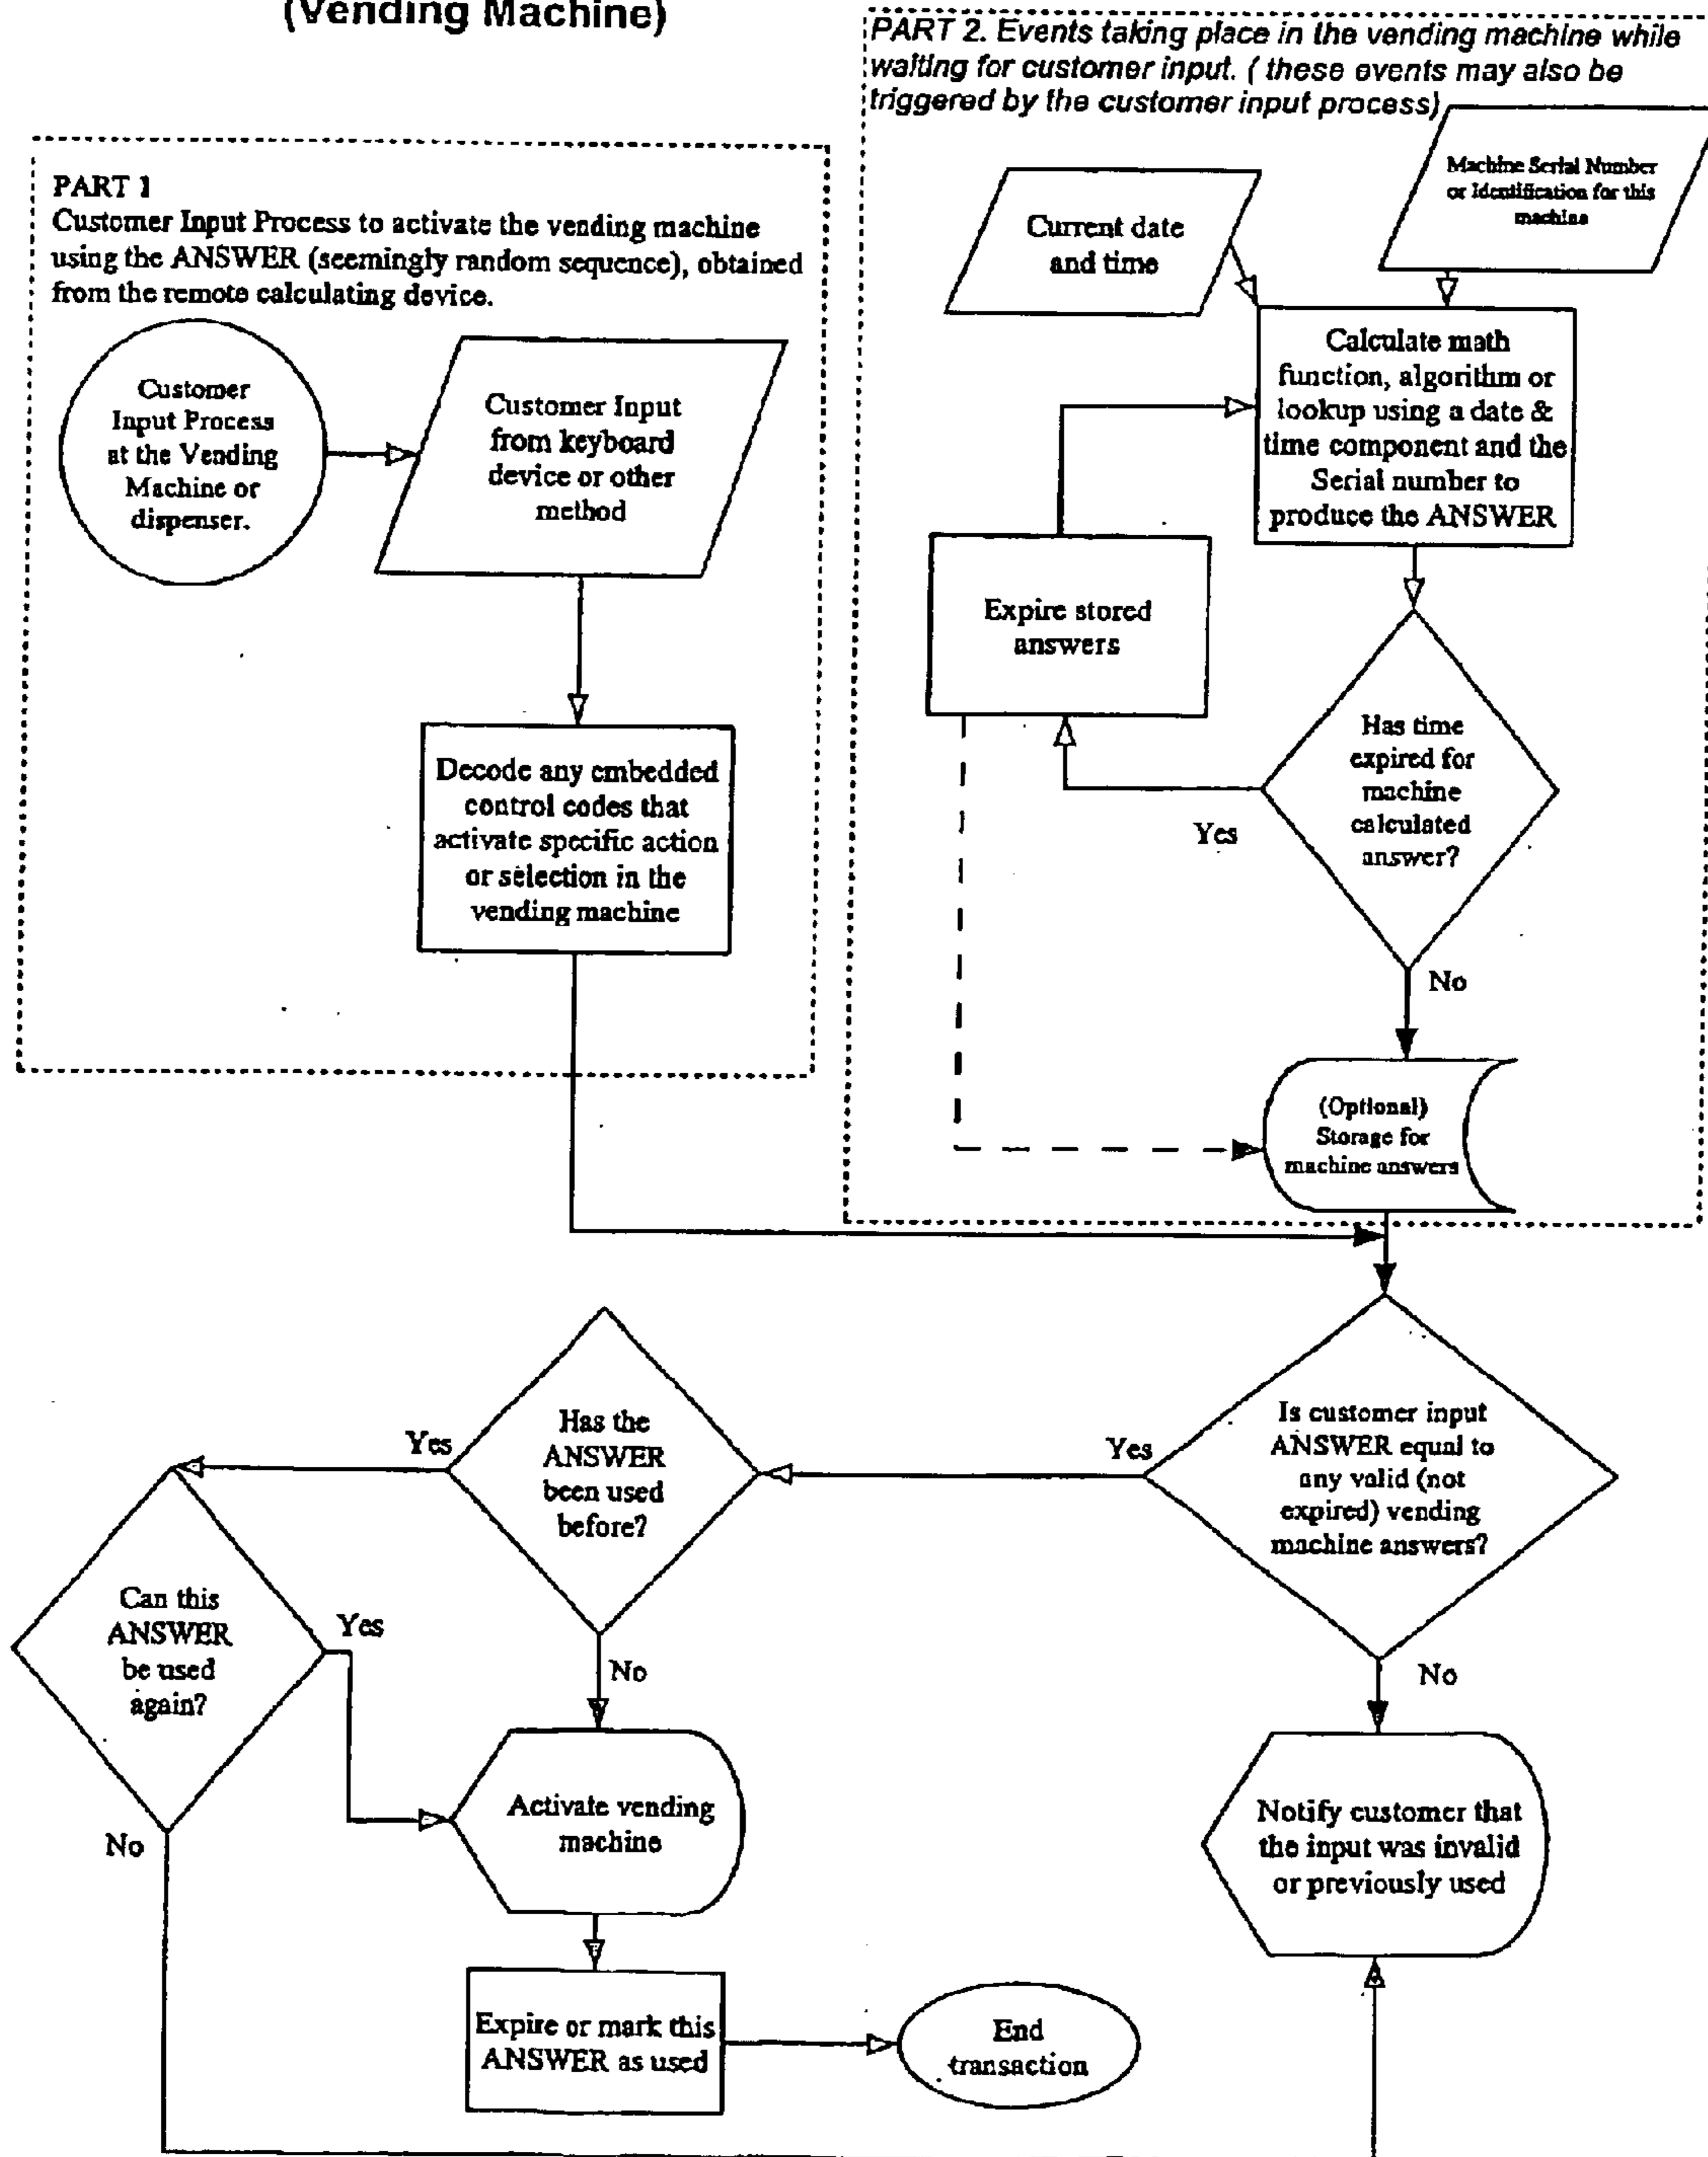 (Vending Machine)
PART 2. Events taking place in the vending machine while
waiting for customer input. ( these events may also be
triggered by the customer input process)
PART 1
Customer Input Process to activate the vending machine
using the ANSWER (seemingly random sequence), obtained
from the remote calculating device.
Customer
Input Process
at the Vending
Machine or
dispenser.
Customer Input
from keyboard
device or other
method
Decode any embedded
control codes that
activate specific action
or selection in the
vending machine
Current date
and time
Machine Serial Number
or Identification for this
machine
Calculate math
function, algorithm or
lookup using a date &
time component and the
Serial number to
produce the ANSWER
Expire stored
answers
Has time
expired for
machine
calculated
answer?
Yes
No
(Optional)
Storage for
machine answers
Is customer input
ANSWER equal to
any valid (not
expired) vending
machine answers?
Yes
No
Has the
ANSWER
been used
before?
Yes
No
Can this
ANSWER
be used
again?
Yes
No
Activate vending
machine
Notify customer that
the input was invalid
or previously used
Expire or mark this
ANSWER as used
End
transaction